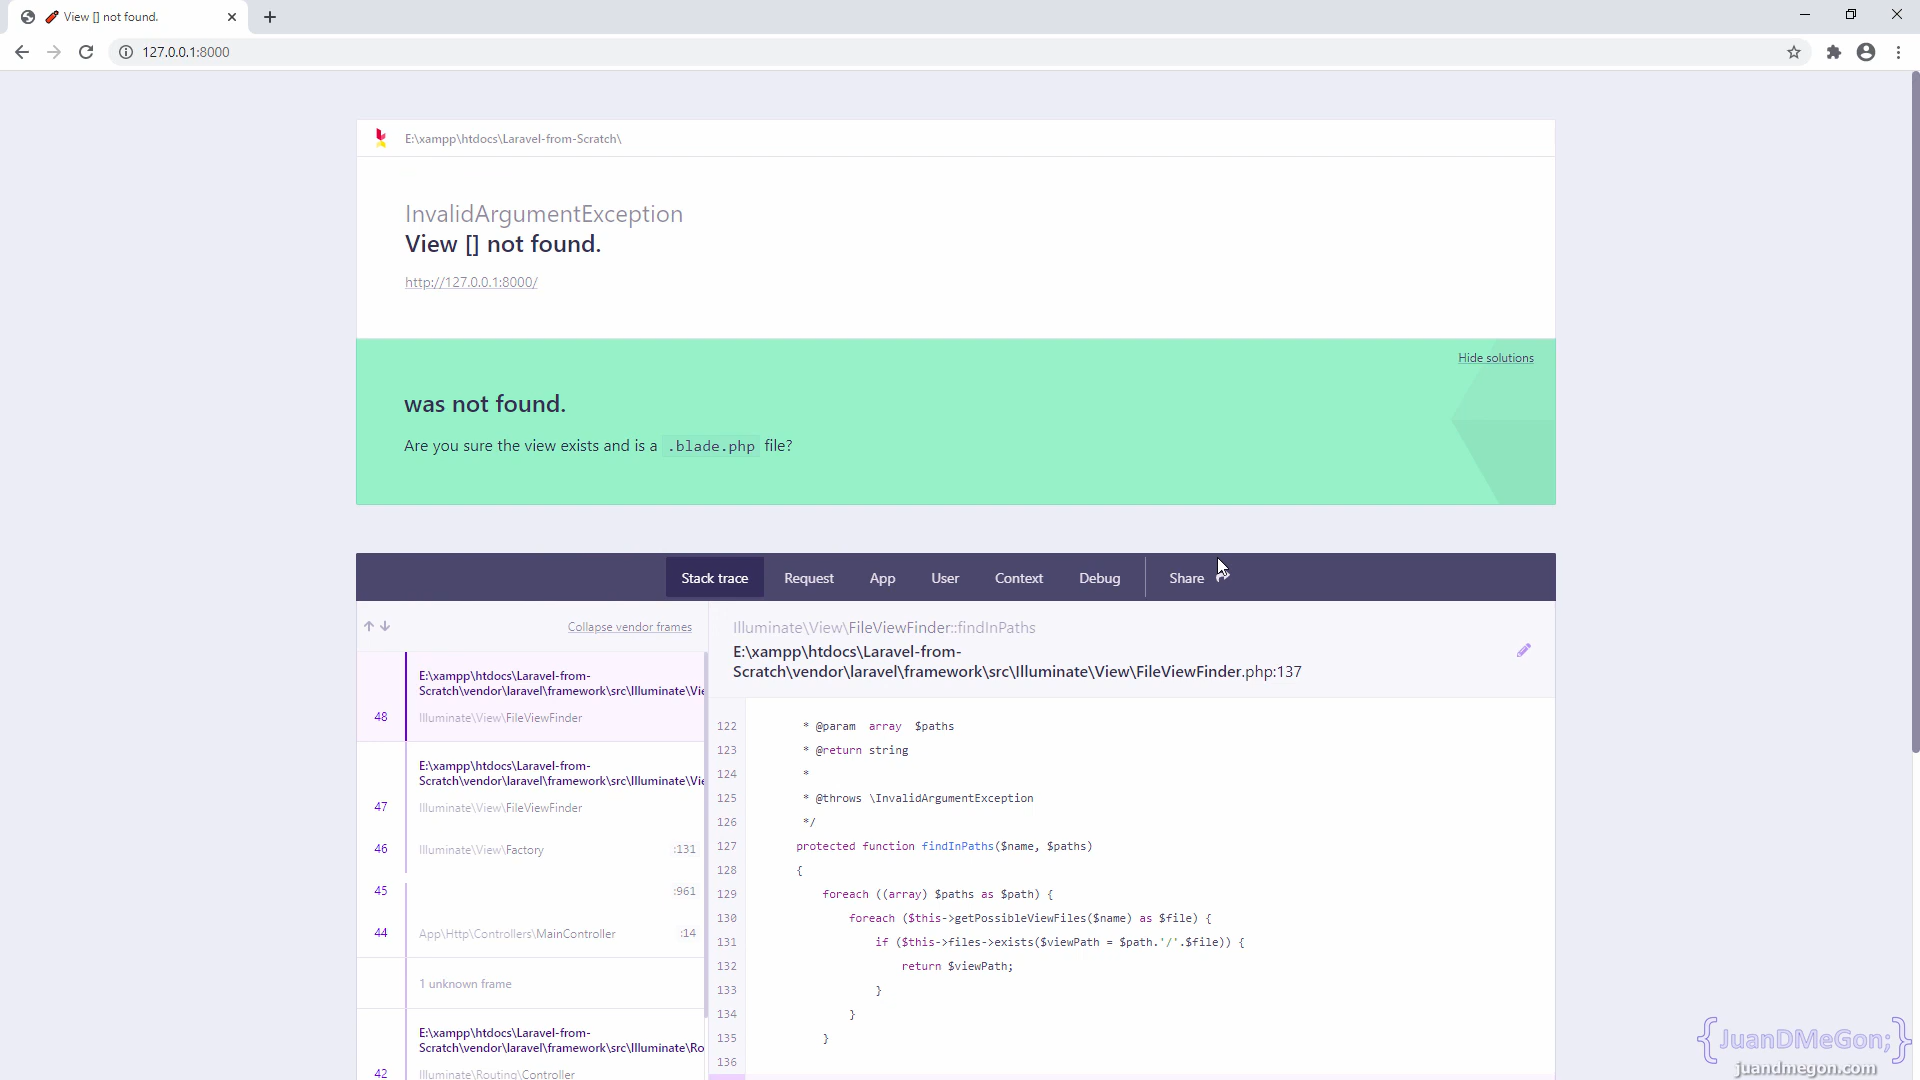 View [] not found.
127.0.0.1:8000
E:\xampp\htdocs\Laravel-from-Scratch\
InvalidArgumentException
View [] not found.
http://127.0.0.1:8000/
Hide solutions
was not found.
Are you sure the view exists and is a .blade.php file?
Stack trace Request App User Context Debug Share
Collapse vendor frames
E:\xampp\htdocs\Laravel-from-
Scratch\vendor\laravel\framework\src\Illuminate\Vie
48 Illuminate\View\FileViewFinder
E:\xampp\htdocs\Laravel-from-
Scratch\vendor\laravel\framework\src\Illuminate\Vie
47 Illuminate\View\FileViewFinder
46 Illuminate\View\Factory :131
45 :961
44 App\Http\Controllers\MainController :14
1 unknown frame
E:\xampp\htdocs\Laravel-from-
Scratch\vendor\laravel\framework\src\Illuminate\Ro
42 Illuminate\Routing\Controller
Illuminate\View\FileViewFinder::findInPaths
E:\xampp\htdocs\Laravel-from-
Scratch\vendor\laravel\framework\src\Illuminate\View\FileViewFinder.php:137
122 * @param array $paths
123 * @return string
124 *
125 * @throws \InvalidArgumentException
126 */
127 protected function findInPaths($name, $paths)
128 {
129 foreach ((array) $paths as $path) {
130 foreach ($this->getPossibleViewFiles($name) as $file) {
131 if ($this->files->exists($viewPath = $path.'/'.$file)) {
132 return $viewPath;
133 }
134 }
135 }
136
{JuanDMeGon;}
juandmegon.com